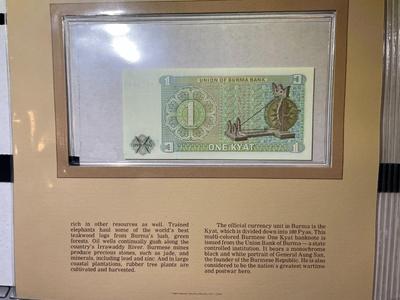 1
UNION OF BURMA BANK
1
1
ONE KYAT
1
rich in other resources as well. Trained
elephants haul some of the world's best
teakwood logs from Burma's lush, green
forests. Oil wells continually gush along the
country's Irrawaddy River. Burmese mines
produce precious stones, such as jade, and
minerals, including lead and zinc. And in large
coastal plantations, rubber tree plants are
cultivated and harvested.
The official currency unit in Burma is the
Kyat, which is divided down into 100 Pyas. This
multi-colored Burmese One Kyat banknote is
issued from the Union Bank of Burma — a state
controlled institution. It bears a monochrome
black and white portrait of General Aung San,
the founder of the Burmese Republic. He is also
considered to be the nation's greatest wartime
and postwar hero.